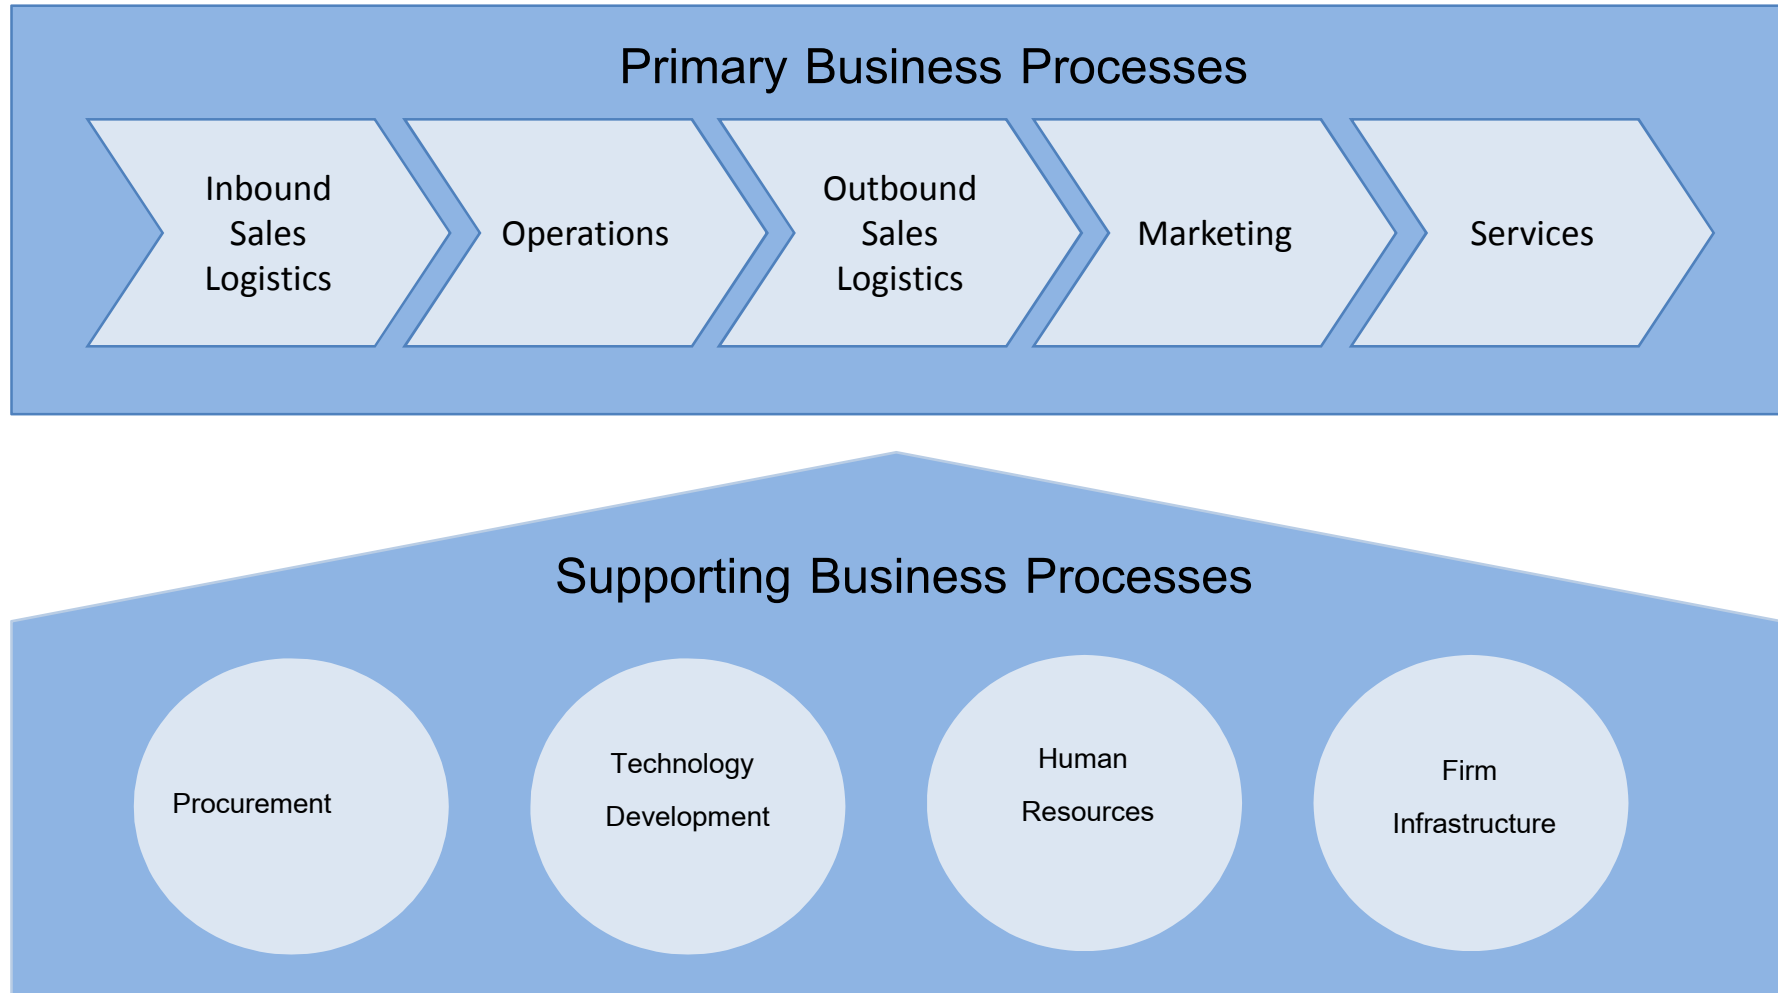 Primary Business Processes
Inbound
Sales
Logistics
Operations
Outbound
Sales
Logistics
Marketing
Services
Supporting Business Processes
Procurement
Technology
Development
Human
Resources
Firm
Infrastructure